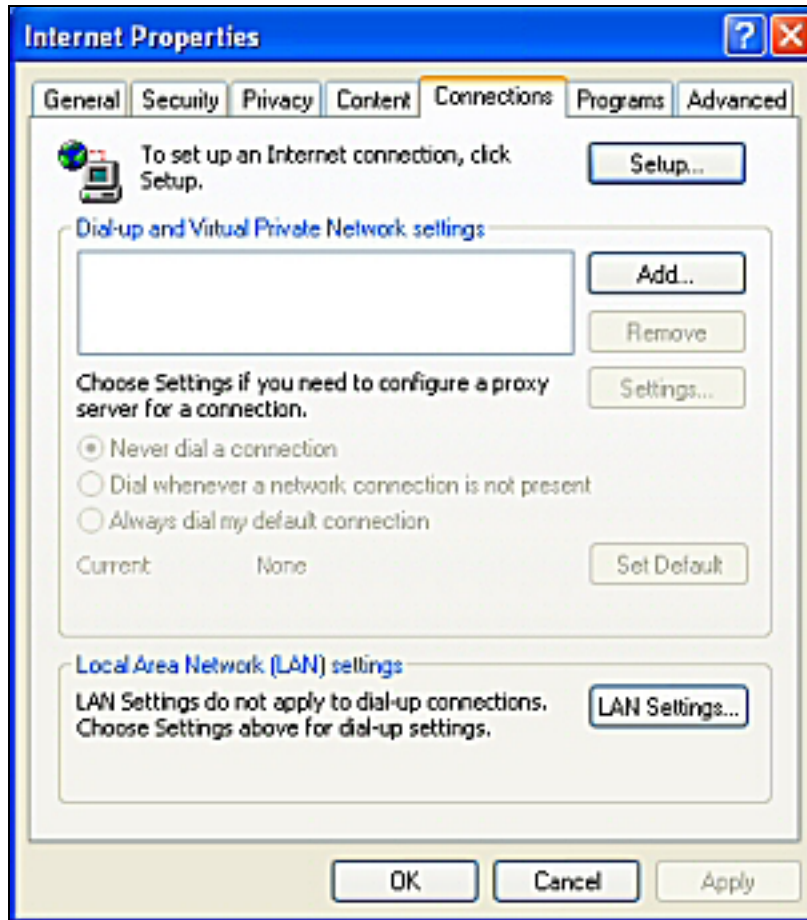 Internet Properties
?
X
General Security Privacy Content Connections Programs Advanced
To set up an Internet connection, click
Setup.
Setup...
Dial-up and Virtual Private Network settings
Add...
Remove
Choose Settings if you need to configure a proxy
server for a connection.
Settings...
Never dial a connection
Dial whenever a network connection is not present
Always dial my default connection
Current None
Set Default
Local Area Network (LAN) settings
LAN Settings do not apply to dial-up connections.
Choose Settings above for dial-up settings.
LAN Settings...
OK Cancel Apply